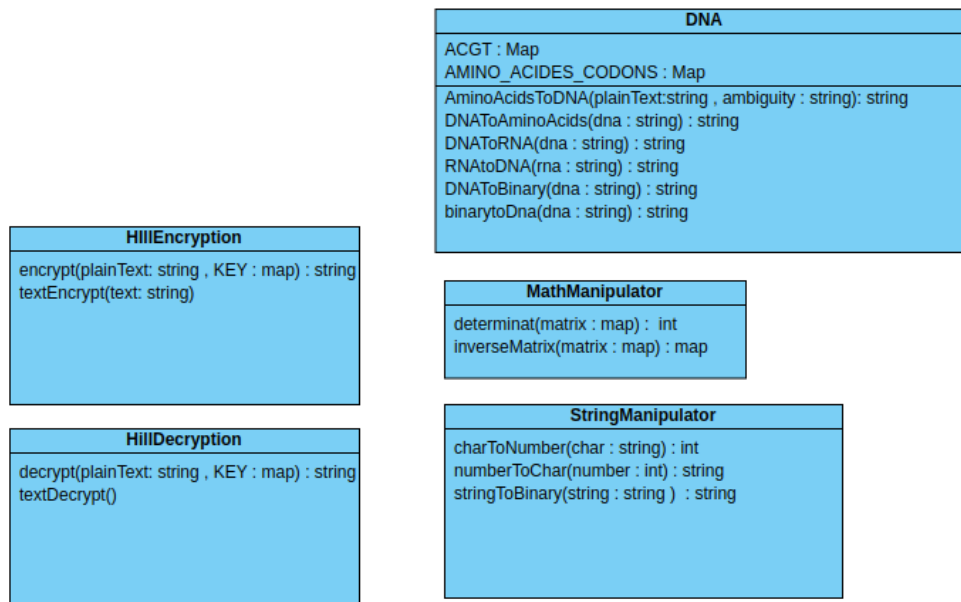 DNA
ACGT : Map
AMINO_ACIDES_CODONS : Map
AminoAcidsToDNA(plainText:string , ambiguity : string): string
DNAToAminoAcids(dna : string) : string
DNAToRNA(dna : string) : string
RNAtoDNA(rna : string) : string
DNAToBinary(dna : string) : string
binarytoDna(dna : string) : string
HIllEncryption
encrypt(plainText: string , KEY : map) : string
textEncrypt(text: string)
MathManipulator
determinat(matrix : map) :  int
inverseMatrix(matrix : map) : map
HillDecryption
decrypt(plainText: string , KEY : map) : string
textDecrypt()
StringManipulator
charToNumber(char : string) : int
numberToChar(number : int) : string
stringToBinary(string : string )  : string